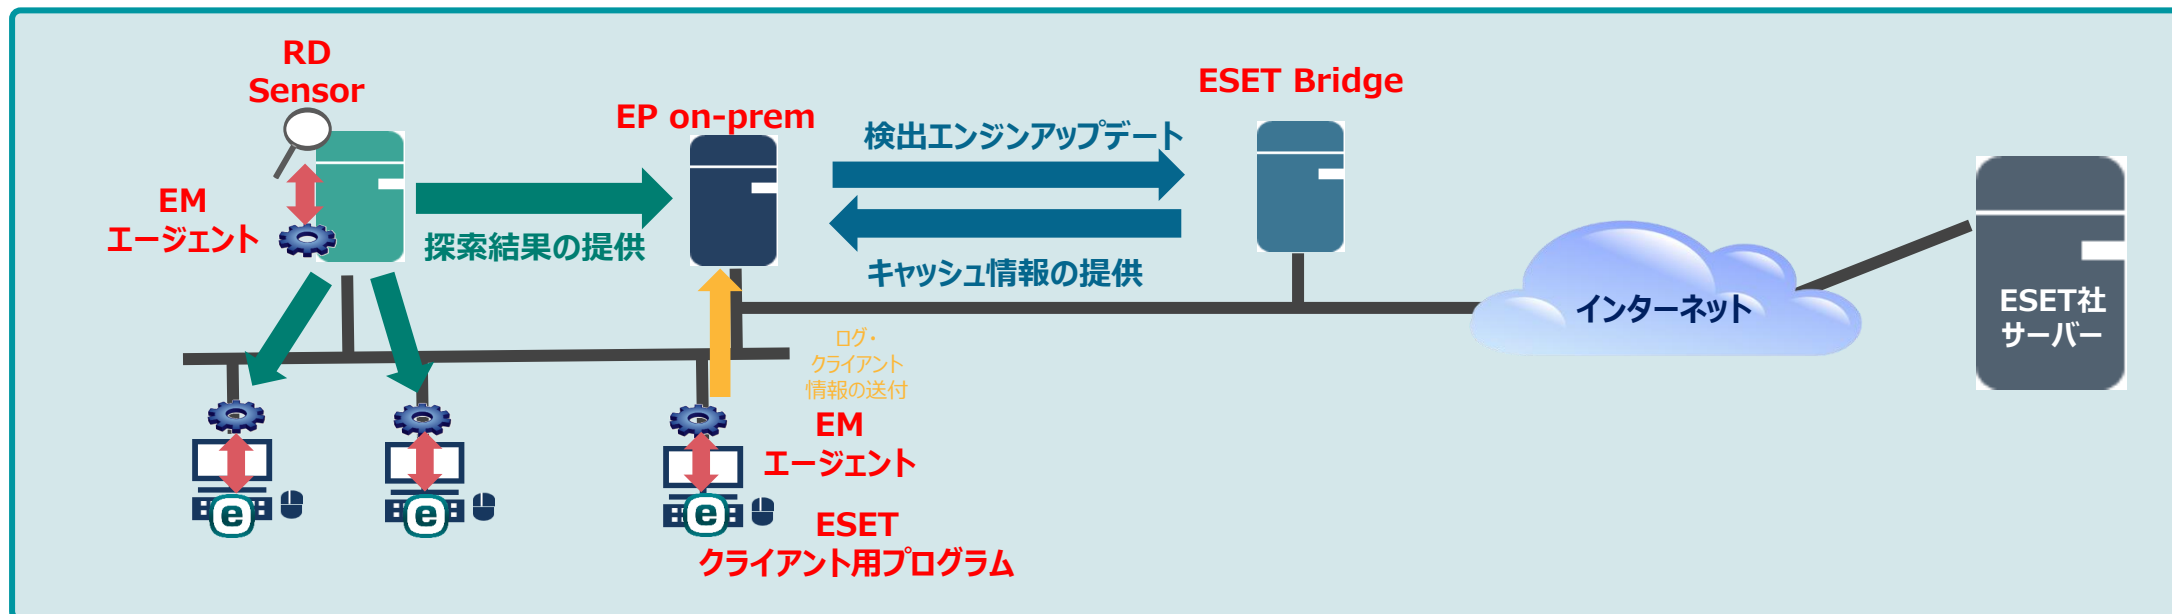 RD
Sensor
EP on-prem
ESET Bridge
検出エンジンアップデート
EM
エージェント
探索結果の提供
キャッシュ情報の提供
インターネット
ESET社
サーバー
ログ・
クライアント
情報の送付
EM
エージェント
e
e
e
ESET
クライアント用プログラム